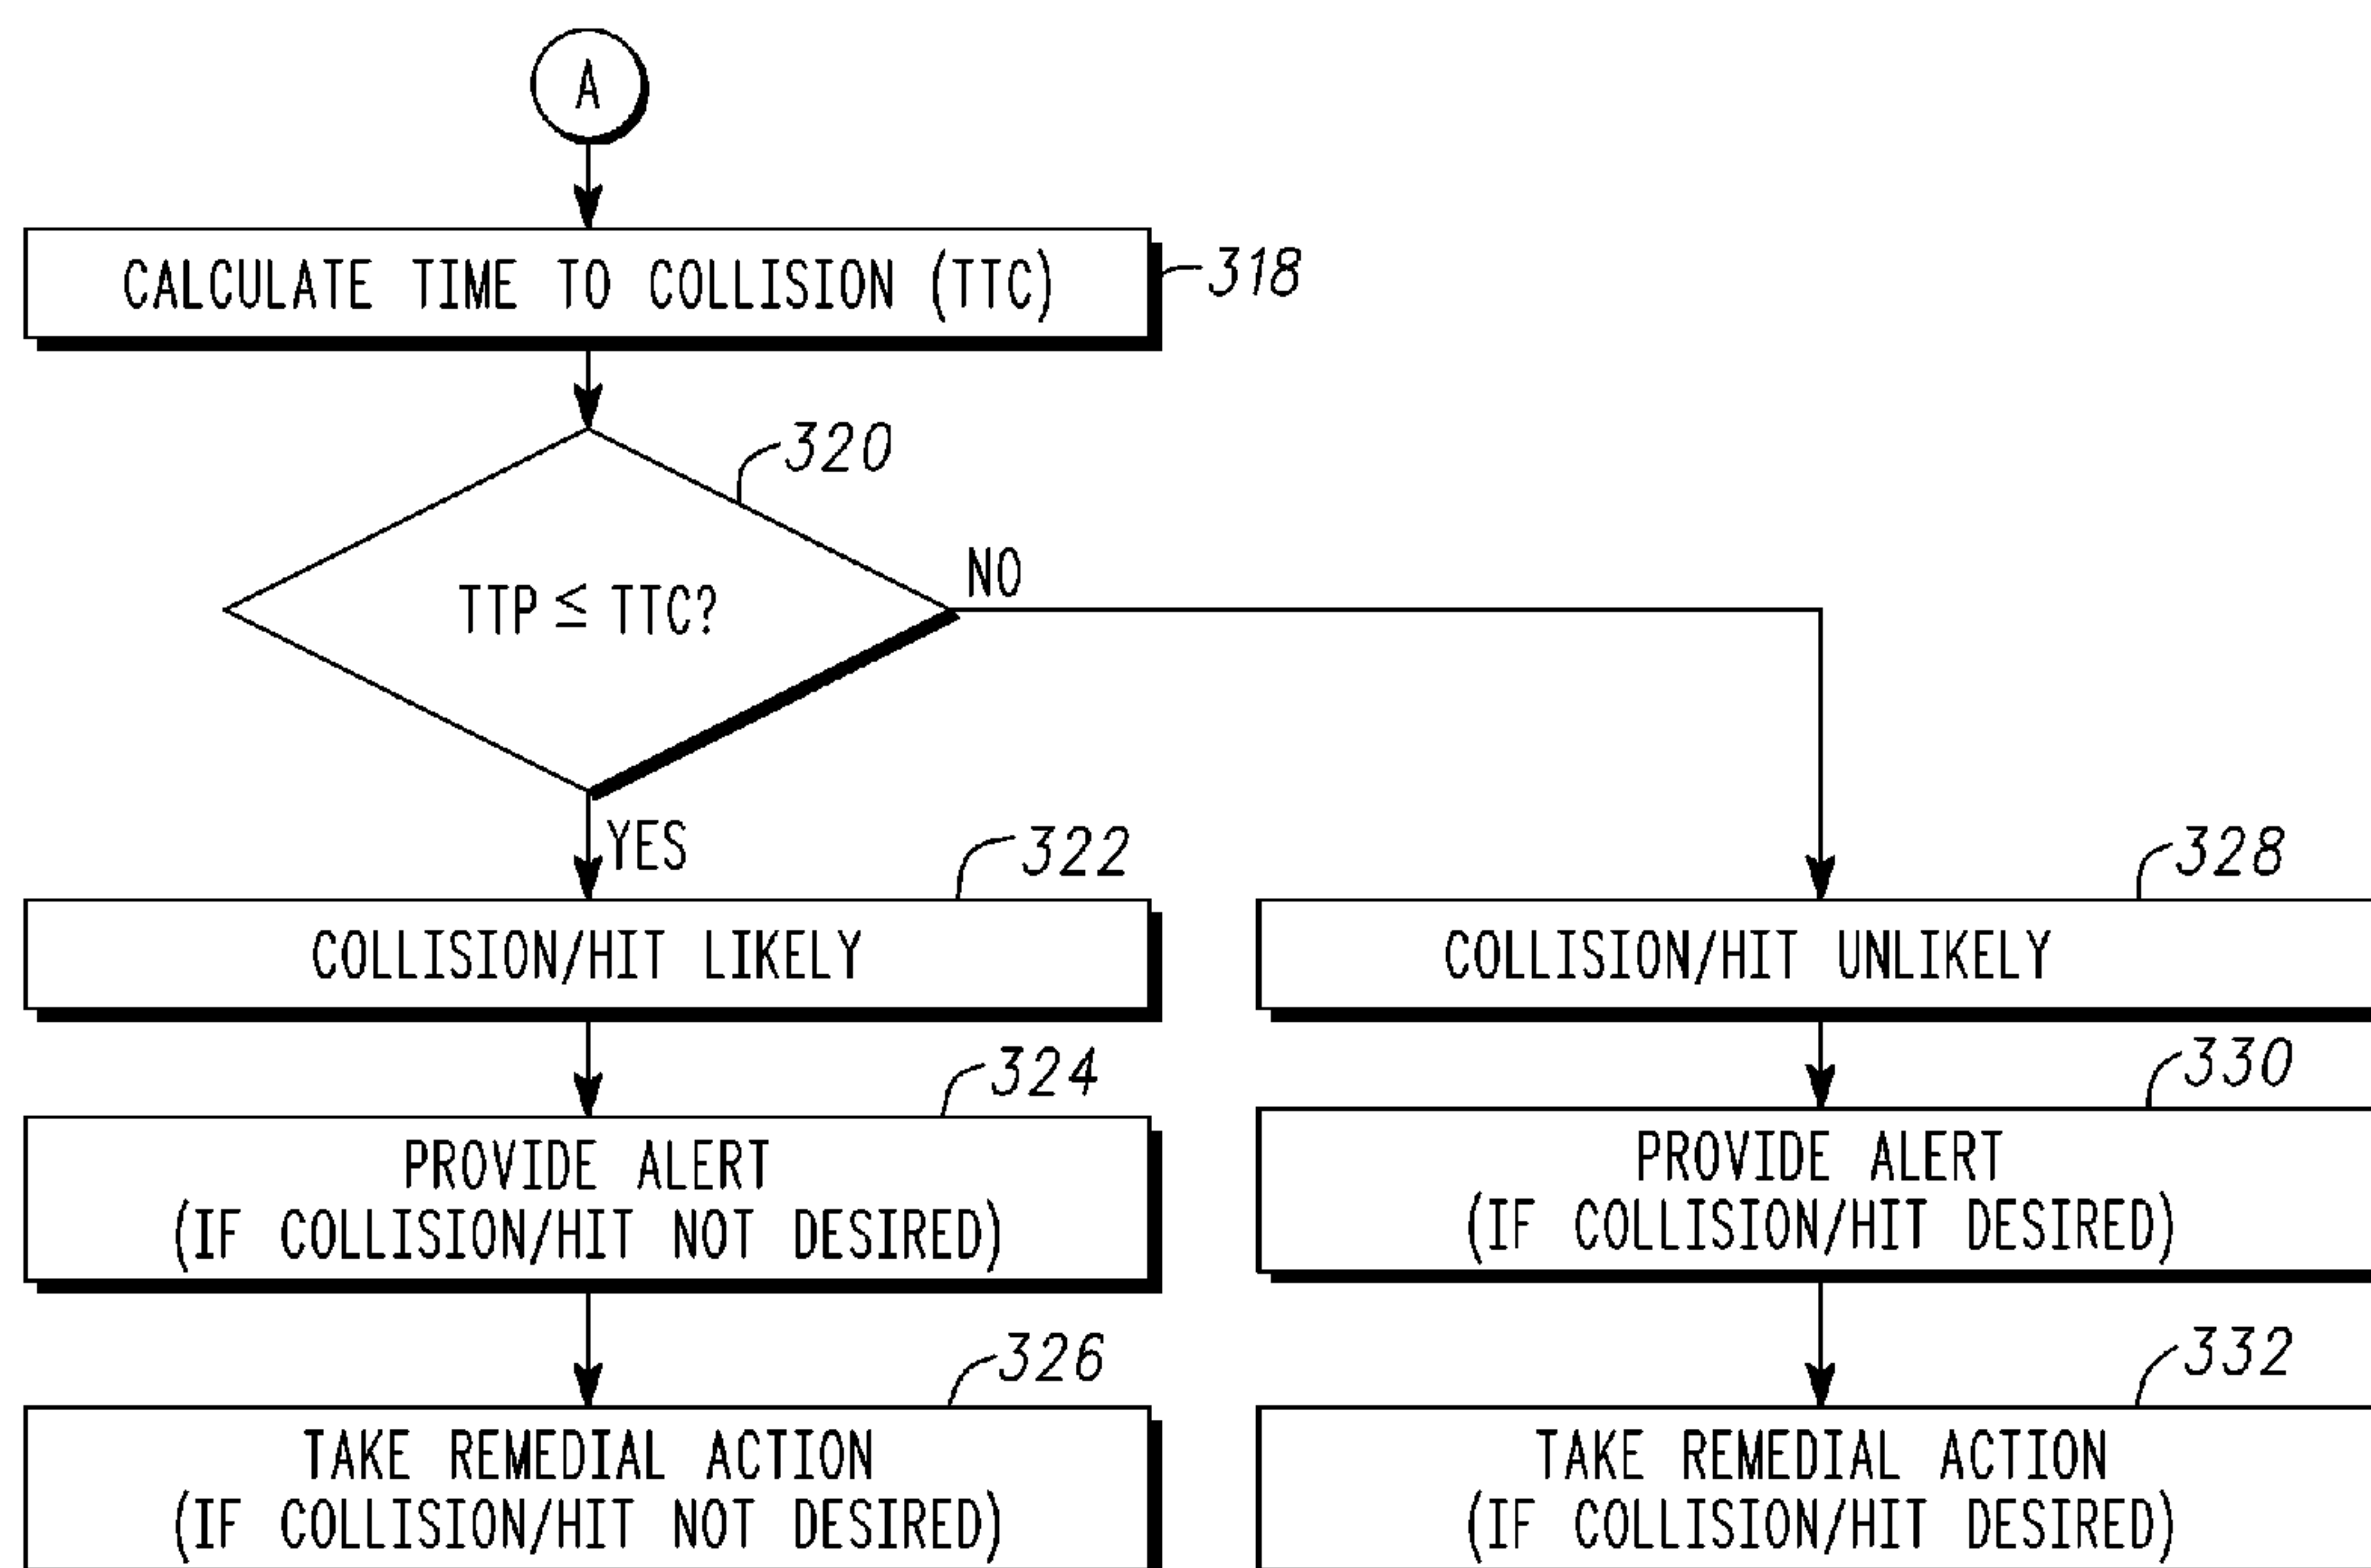 A
CALCULATE TIME TO COLLISION (TTC)
318
320
TTP ≤ TTC?
NO
YES
322
COLLISION/HIT LIKELY
324
PROVIDE ALERT
(IF COLLISION/HIT NOT DESIRED)
326
TAKE REMEDIAL ACTION
(IF COLLISION/HIT NOT DESIRED)
328
COLLISION/HIT UNLIKELY
330
PROVIDE ALERT
(IF COLLISION/HIT DESIRED)
332
TAKE REMEDIAL ACTION
(IF COLLISION/HIT DESIRED)